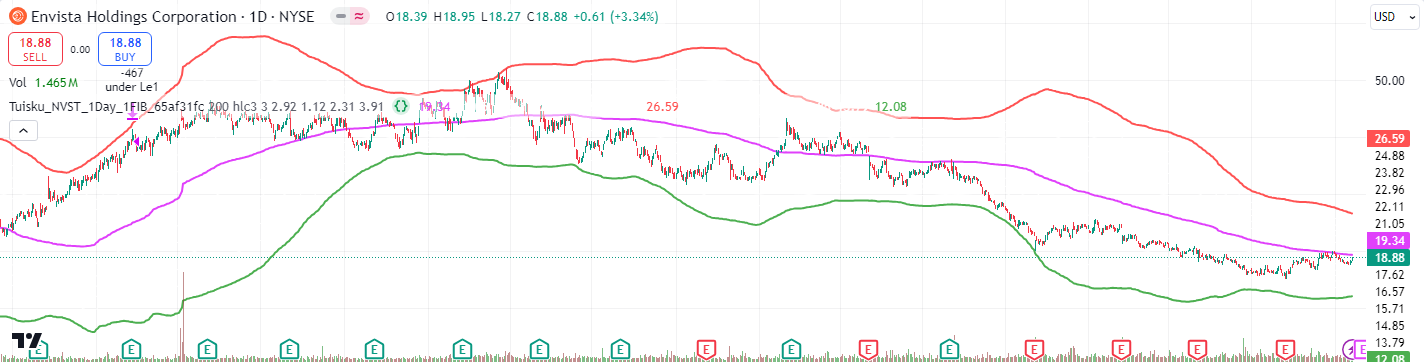 Envista Holdings Corporation · 1D · NYSE
O18.39 H18.95 L18.27 C18.88 +0.61 (+3.34%)
USD
18.88 SELL
0.00
18.88 BUY
-467
under Le1
Vol 1.465M
Tuisku_NVST_1Day_1FIB_65af31fc 200 hlc3 3 2.92 1.12 2.31 3.91
19.34
26.59
12.08
50.00
26.59
24.88
23.82
22.96
22.11
21.05
19.34
18.88
17.62
16.57
15.71
14.85
13.79
12.08
E E E E E E E E E E E E E E E E E E